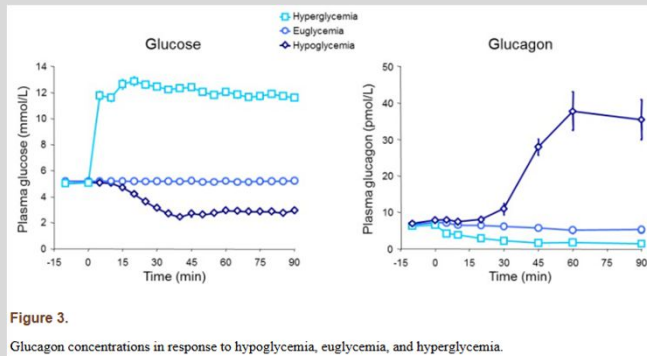 Hyperglycemia
Euglycemia
Hypoglycemia
Glucose
Plasma glucose (mmol/L)
14
12
10
8
6
4
2
0
-15 0 15 30 45 60 75 90
Time (min)
Glucagon
Plasma glucagon (pmol/L)
50
40
30
20
10
0
-15 0 15 30 45 60 75 90
Time (min)
Figure 3.
Glucagon concentrations in response to hypoglycemia, euglycemia, and hyperglycemia.